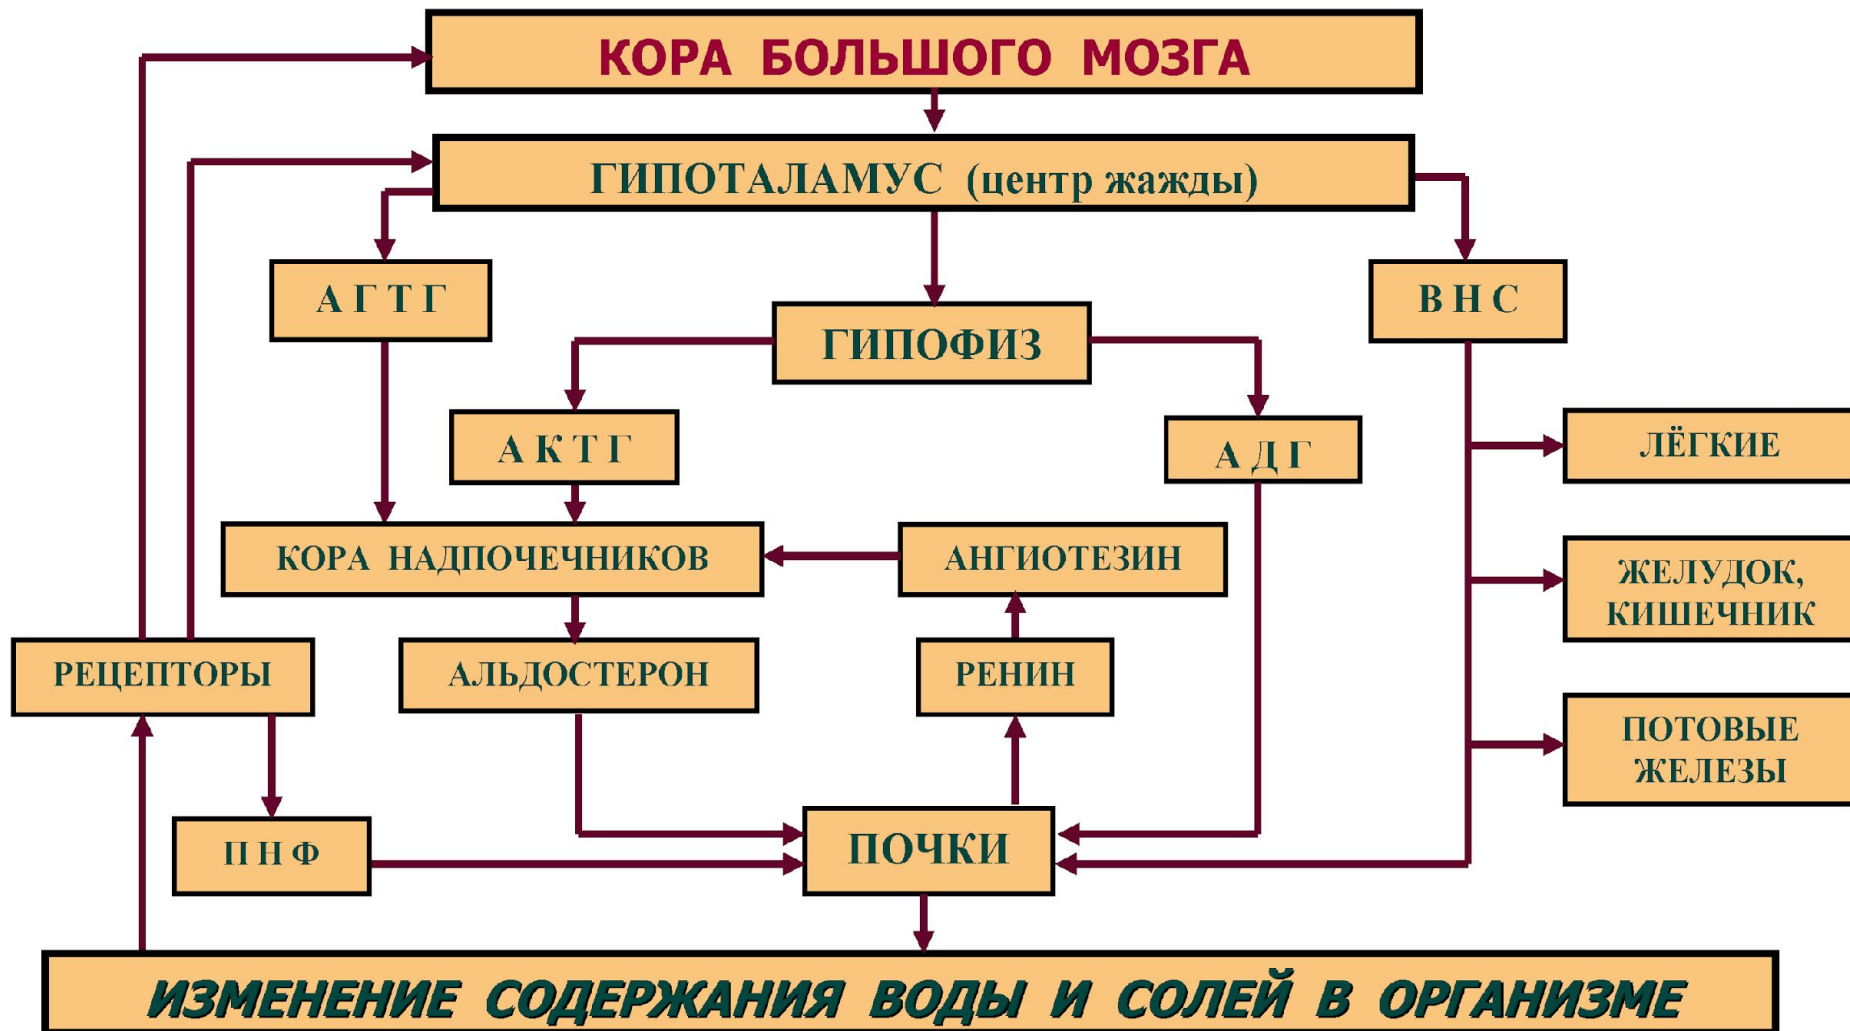 КОРА БОЛЬШОГО МОЗГА
ГИПОТАЛАМУС (центр жажды)
А Г Т Г
В Н С
ГИПОФИЗ
А К Т Г
А Д Г
ЛЁГКИЕ
КОРА НАДПОЧЕЧНИКОВ
АНГИОТЕЗИН
ЖЕЛУДОК,
КИШЕЧНИК
РЕЦЕПТОРЫ
АЛЬДОСТЕРОН
РЕНИН
ПОТОВЫЕ
ЖЕЛЕЗЫ
П Н Ф
ПОЧКИ
ИЗМЕНЕНИЕ СОДЕРЖАНИЯ ВОДЫ И СОЛЕЙ В ОРГАНИЗМЕ